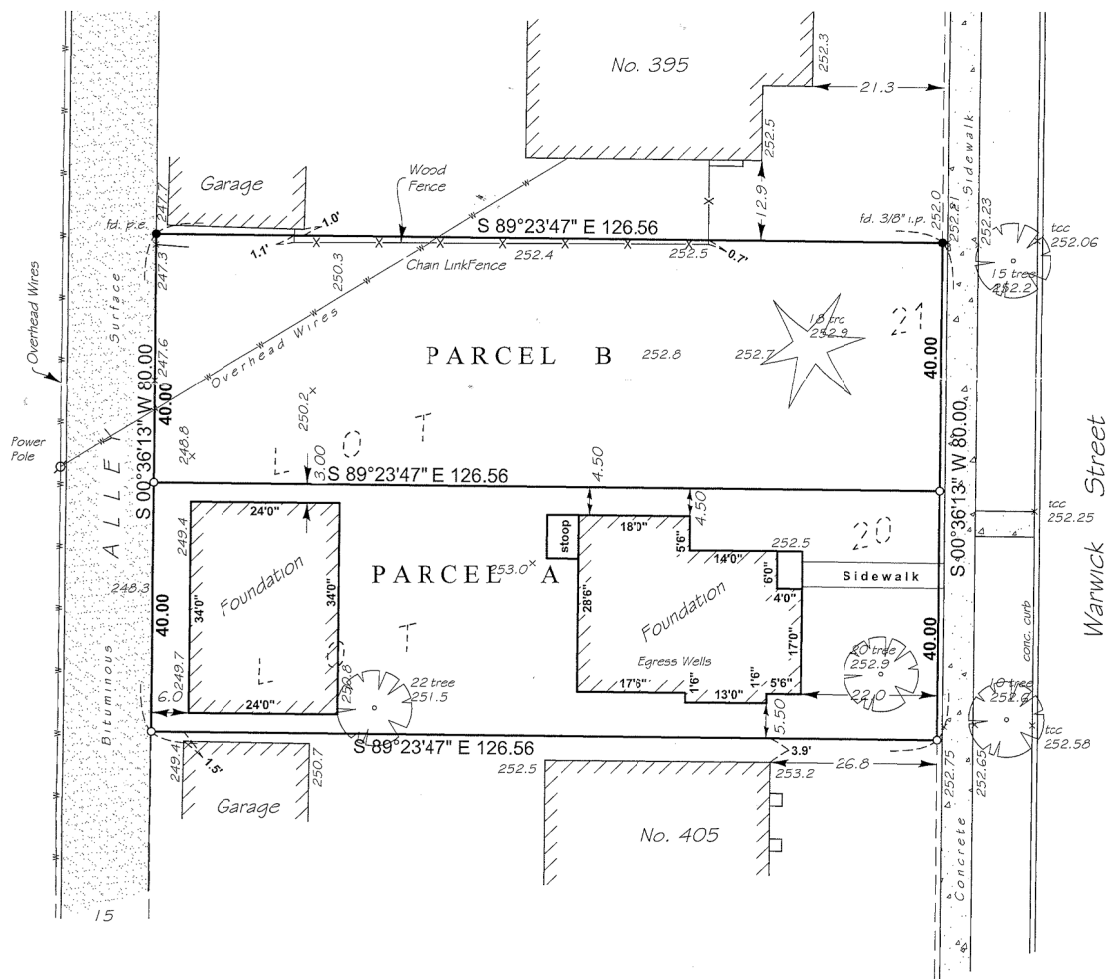 No. 395
252.3
21.3
252.5
Sidewalk
Wood
Fence
Garage
247.7
1.0'
12.9
252.0
252.21
252.23
fd. p.e.
S 89°23'47" E 126.56
fd. 3/8" i.p.
tcc
252.06
1.1'
247.3
250.3
Chain LinkFence
252.4
252.5
0.7'
15 tree
252.2
Overhead Wires
Surface
Overhead Wires
252.9
21
PARCEL B
252.8
252.7
247.6
S 00°36'13" W 80.00
40.00
40.00
250.2
LOT
248.8
Power
Pole
3.00
S 89°23'47" E 126.56
4.50
4.50
S 00°36'13" W 80.00
Warwick Street
tcc
252.25
ALLEY
24'0"
249.4
18'0"
stoop
5'6"
14'0"
252.5
20
248.3
Foundation
34'0"
34'0"
PARCEL A
253.0
28'6"
Foundation
6'0"
4'0"
Sidewalk
40.00
LOT
Egress Wells
17'0"
40.00
conc. curb
20 tree
252.9
Bituminous
6.0
249.7
250.8
22 tree
251.5
24'0"
17'6"
1'6"
13'0"
1'6"
5'6"
22.0
10 tree
252.6
5.50
tcc
252.58
S 89°23'47" E 126.56
3.9'
249.4
1.5'
250.7
252.5
253.2
26.8
252.75
252.65
Garage
No. 405
Concrete
15